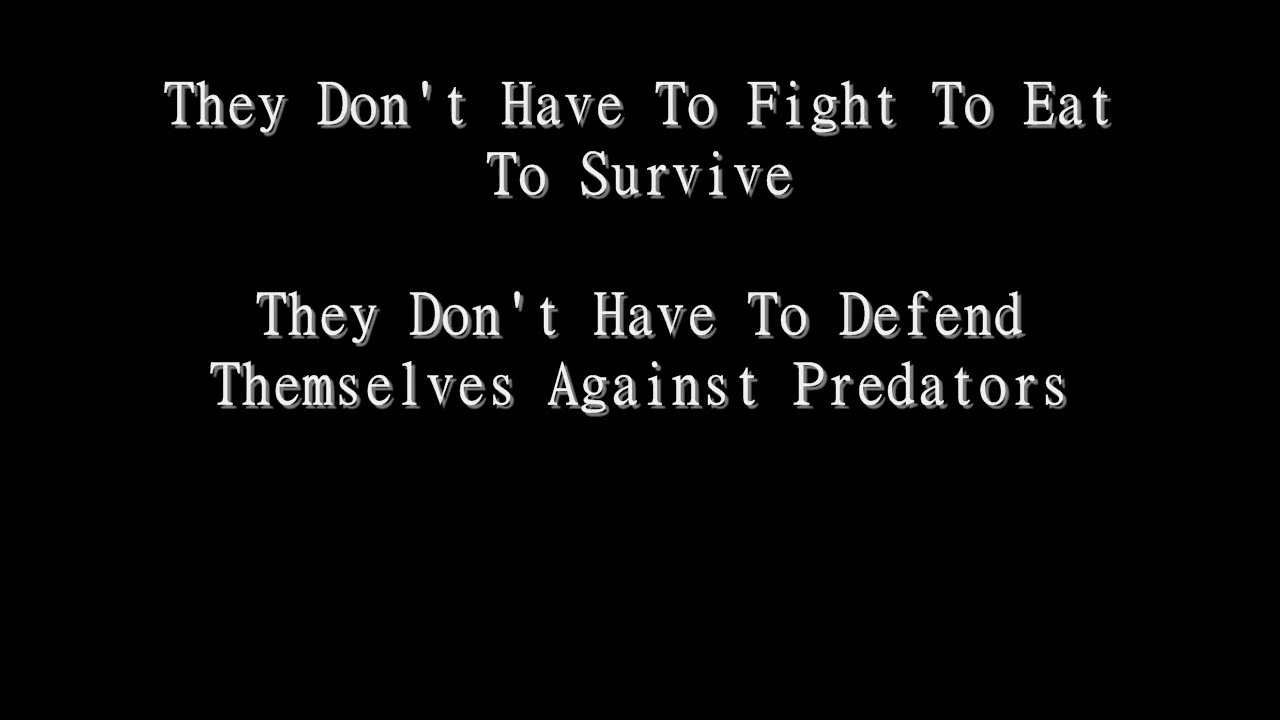 They Don't Have To Fight To Eat
To Survive
They Don't Have To Defend
Themselves Against Predators